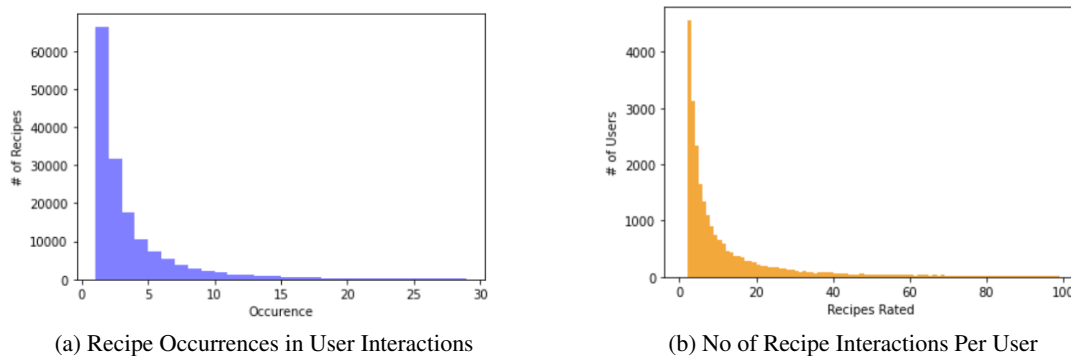 60000
50000
40000
30000
20000
10000
0
# of Recipes
0 5 10 15 20 25 30
Occurence
(a) Recipe Occurrences in User Interactions
4000
3000
2000
1000
0
# of Users
0 20 40 60 80 100
Recipes Rated
(b) No of Recipe Interactions Per User